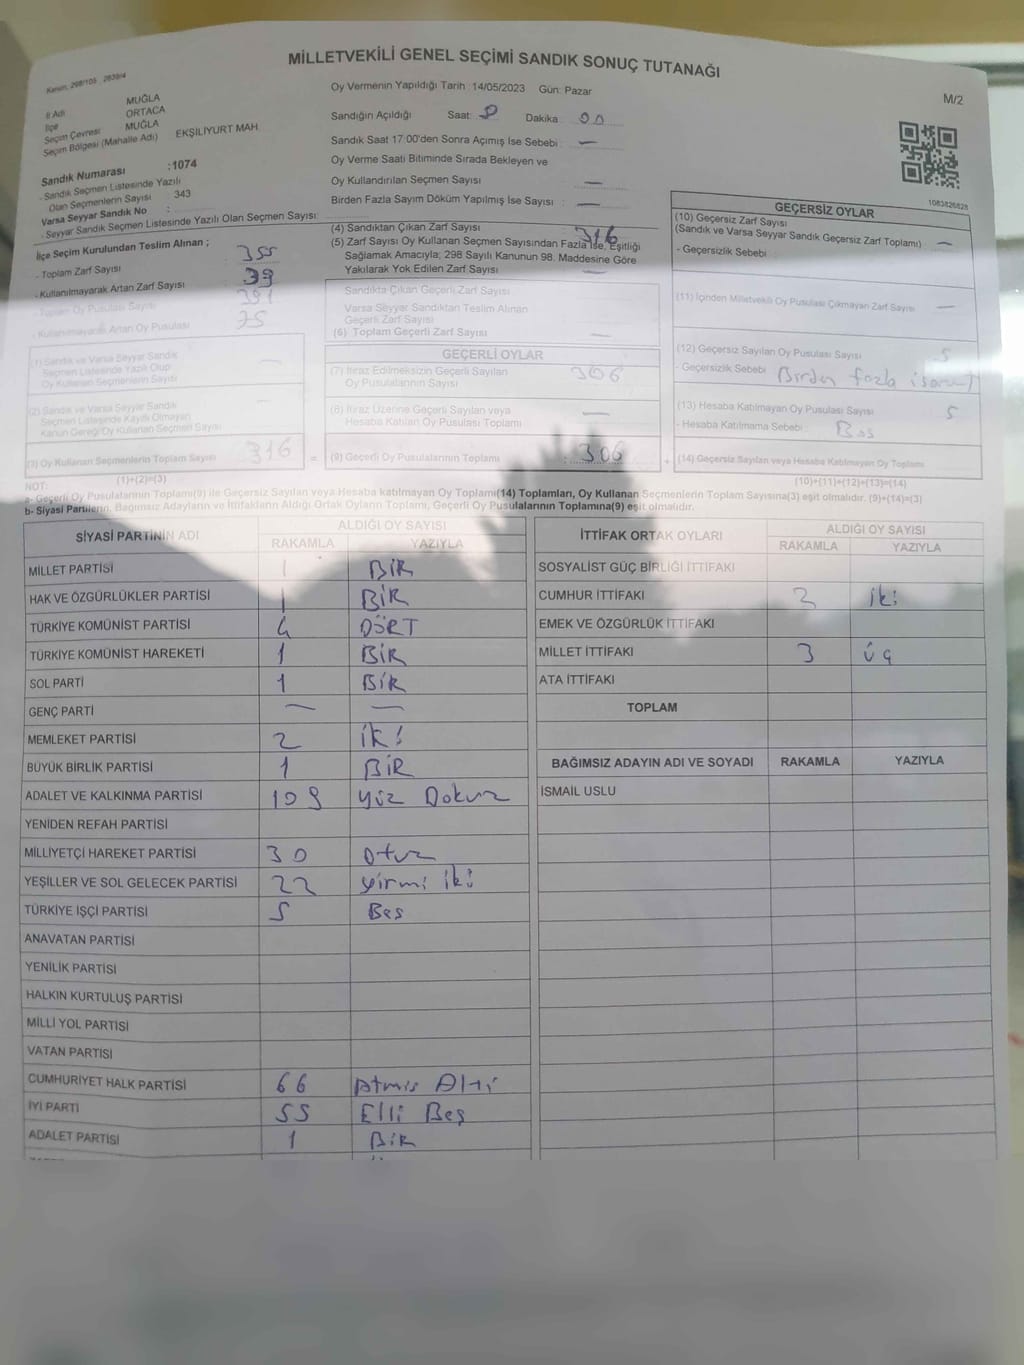 MİLLETVEKİLİ GENEL SEÇİMİ SANDIK SONUÇ TUTANAĞI
M/2
İl Adı MUĞLA
İlçe ORTACA
Seçim Çevresi MUĞLA
Seçim Bölgesi (Mahalle Adı) EKŞİLİYURT MAH.
Oy Vermenin Yapıldığı Tarih : 14/05/2023 Gün: Pazar
Sandığın Açıldığı Saat: 8 Dakika 00
Sandık Saat 17:00'den Sonra Açımış İse Sebebi : —
Oy Verme Saati Bitiminde Sırada Bekleyen ve
Oy Kullandırılan Seçmen Sayısı —
Birden Fazla Sayım Döküm Yapılmış İse Sayısı : —
Sandık Numarası :1074
- Sandık Seçmen Listesinde Yazılı
Olan Seçmenlerin Sayısı : 343
Varsa Seyyar Sandık No :
- Seyyar Sandık Seçmen Listesinde Yazılı Olan Seçmen Sayısı:
İlçe Seçim Kurulundan Teslim Alınan ;
- Toplam Zarf Sayısı 355
- Kullanılmayarak Artan Zarf Sayısı : 39
- Toplam Oy Pusulası Sayısı 391
- Kullanılmayarak Artan Oy Pusulası 75
(1) Sandık ve Varsa Seyyar Sandık
Seçmen Listesinde Yazılı Olup
Oy Kullanan Seçmenlerin Sayısı —
(2) Sandık ve Varsa Seyyar Sandık
Seçmen Listesinde Kayıtlı Olmayan
Kanun Gereği Oy Kullanan Seçmen Sayısı —
(3) Oy Kullanan Seçmenlerin Toplam Sayısı 316 =
(1)+(2)=(3)
(4) Sandıktan Çıkan Zarf Sayısı 316
(5) Zarf Sayısı Oy Kullanan Seçmen Sayısından Fazla İse, Eşitliği
Sağlamak Amacıyla, 298 Sayılı Kanunun 98. Maddesine Göre
Yakılarak Yok Edilen Zarf Sayısı —
Sandıkta Çıkan Geçerli Zarf Sayısı
Varsa Seyyar Sandıktan Teslim Alınan
Geçerli Zarf Sayısı
(6) Toplam Geçerli Zarf Sayısı —
GEÇERLİ OYLAR
(7) İtiraz Edilmeksizin Geçerli Sayılan
Oy Pusulalarının Sayısı 306
(8) İtiraz Üzerine Geçerli Sayılan veya
Hesaba Katılan Oy Pusulası Toplamı —
(9) Geçerli Oy Pusulalarının Toplamı : 306 +
1083826828
GEÇERSİZ OYLAR
(10) Geçersiz Zarf Sayısı
(Sandık ve Varsa Seyyar Sandık Geçersiz Zarf Toplamı) —
- Geçersizlik Sebebi
(11) İçinden Milletvekili Oy Pusulası Çıkmayan Zarf Sayısı —
(12) Geçersiz Sayılan Oy Pusulası Sayısı 5
- Geçersizlik Sebebi Birden fazla
(13) Hesaba Katılmayan Oy Pusulası Sayısı 5
- Hesaba Katılmama Sebebi : Boş
(14) Geçersiz Sayılan veya Hesaba Katılmayan Oy Toplamı
(10)+(11)+(12)+(13)=(14)
NOT:
a- Geçerli Oy Pusulalarının Toplamı(9) ile Geçersiz Sayılan veya Hesaba katılmayan Oy Toplamı(14) Toplamları, Oy Kullanan Seçmenlerin Toplam Sayısına(3) eşit olmalıdır. (9)+(14)=(3)
b- Siyasi Partilerin, Bağımsız Adayların ve İttifakların Aldığı Ortak Oyların Toplamı, Geçerli Oy Pusulalarının Toplamına(9) eşit olmalıdır.
SİYASİ PARTİNİN ADI ALDIĞI OY SAYISI
RAKAMLA YAZIYLA
MİLLET PARTİSİ 1 BİR
HAK VE ÖZGÜRLÜKLER PARTİSİ 1 BİR
TÜRKİYE KOMÜNİST PARTİSİ 4 DÖRT
TÜRKİYE KOMÜNİST HAREKETİ 1 BİR
SOL PARTİ 1 BİR
GENÇ PARTİ — —
MEMLEKET PARTİSİ 2 İKİ
BÜYÜK BİRLİK PARTİSİ 1 BİR
ADALET VE KALKINMA PARTİSİ 109 Yüz Dokuz
YENİDEN REFAH PARTİSİ
MİLLİYETÇİ HAREKET PARTİSİ 30 Otuz
YEŞİLLER VE SOL GELECEK PARTİSİ 22 yirmi iki
TÜRKİYE İŞÇİ PARTİSİ 5 Beş
ANAVATAN PARTİSİ
YENİLİK PARTİSİ
HALKIN KURTULUŞ PARTİSİ
MİLLİ YOL PARTİSİ
VATAN PARTİSİ
CUMHURİYET HALK PARTİSİ 66 Atmış Altı
İYİ PARTİ 55 Elli Beş
ADALET PARTİSİ 1 BİR
İTTİFAK ORTAK OYLARI ALDIĞI OY SAYISI
RAKAMLA YAZIYLA
SOSYALİST GÜÇ BİRLİĞİ İTTİFAKI
CUMHUR İTTİFAKI 2 iki
EMEK VE ÖZGÜRLÜK İTTİFAKI
MİLLET İTTİFAKI 3 üç
ATA İTTİFAKI
TOPLAM
BAĞIMSIZ ADAYIN ADI VE SOYADI RAKAMLA YAZIYLA
İSMAİL USLU